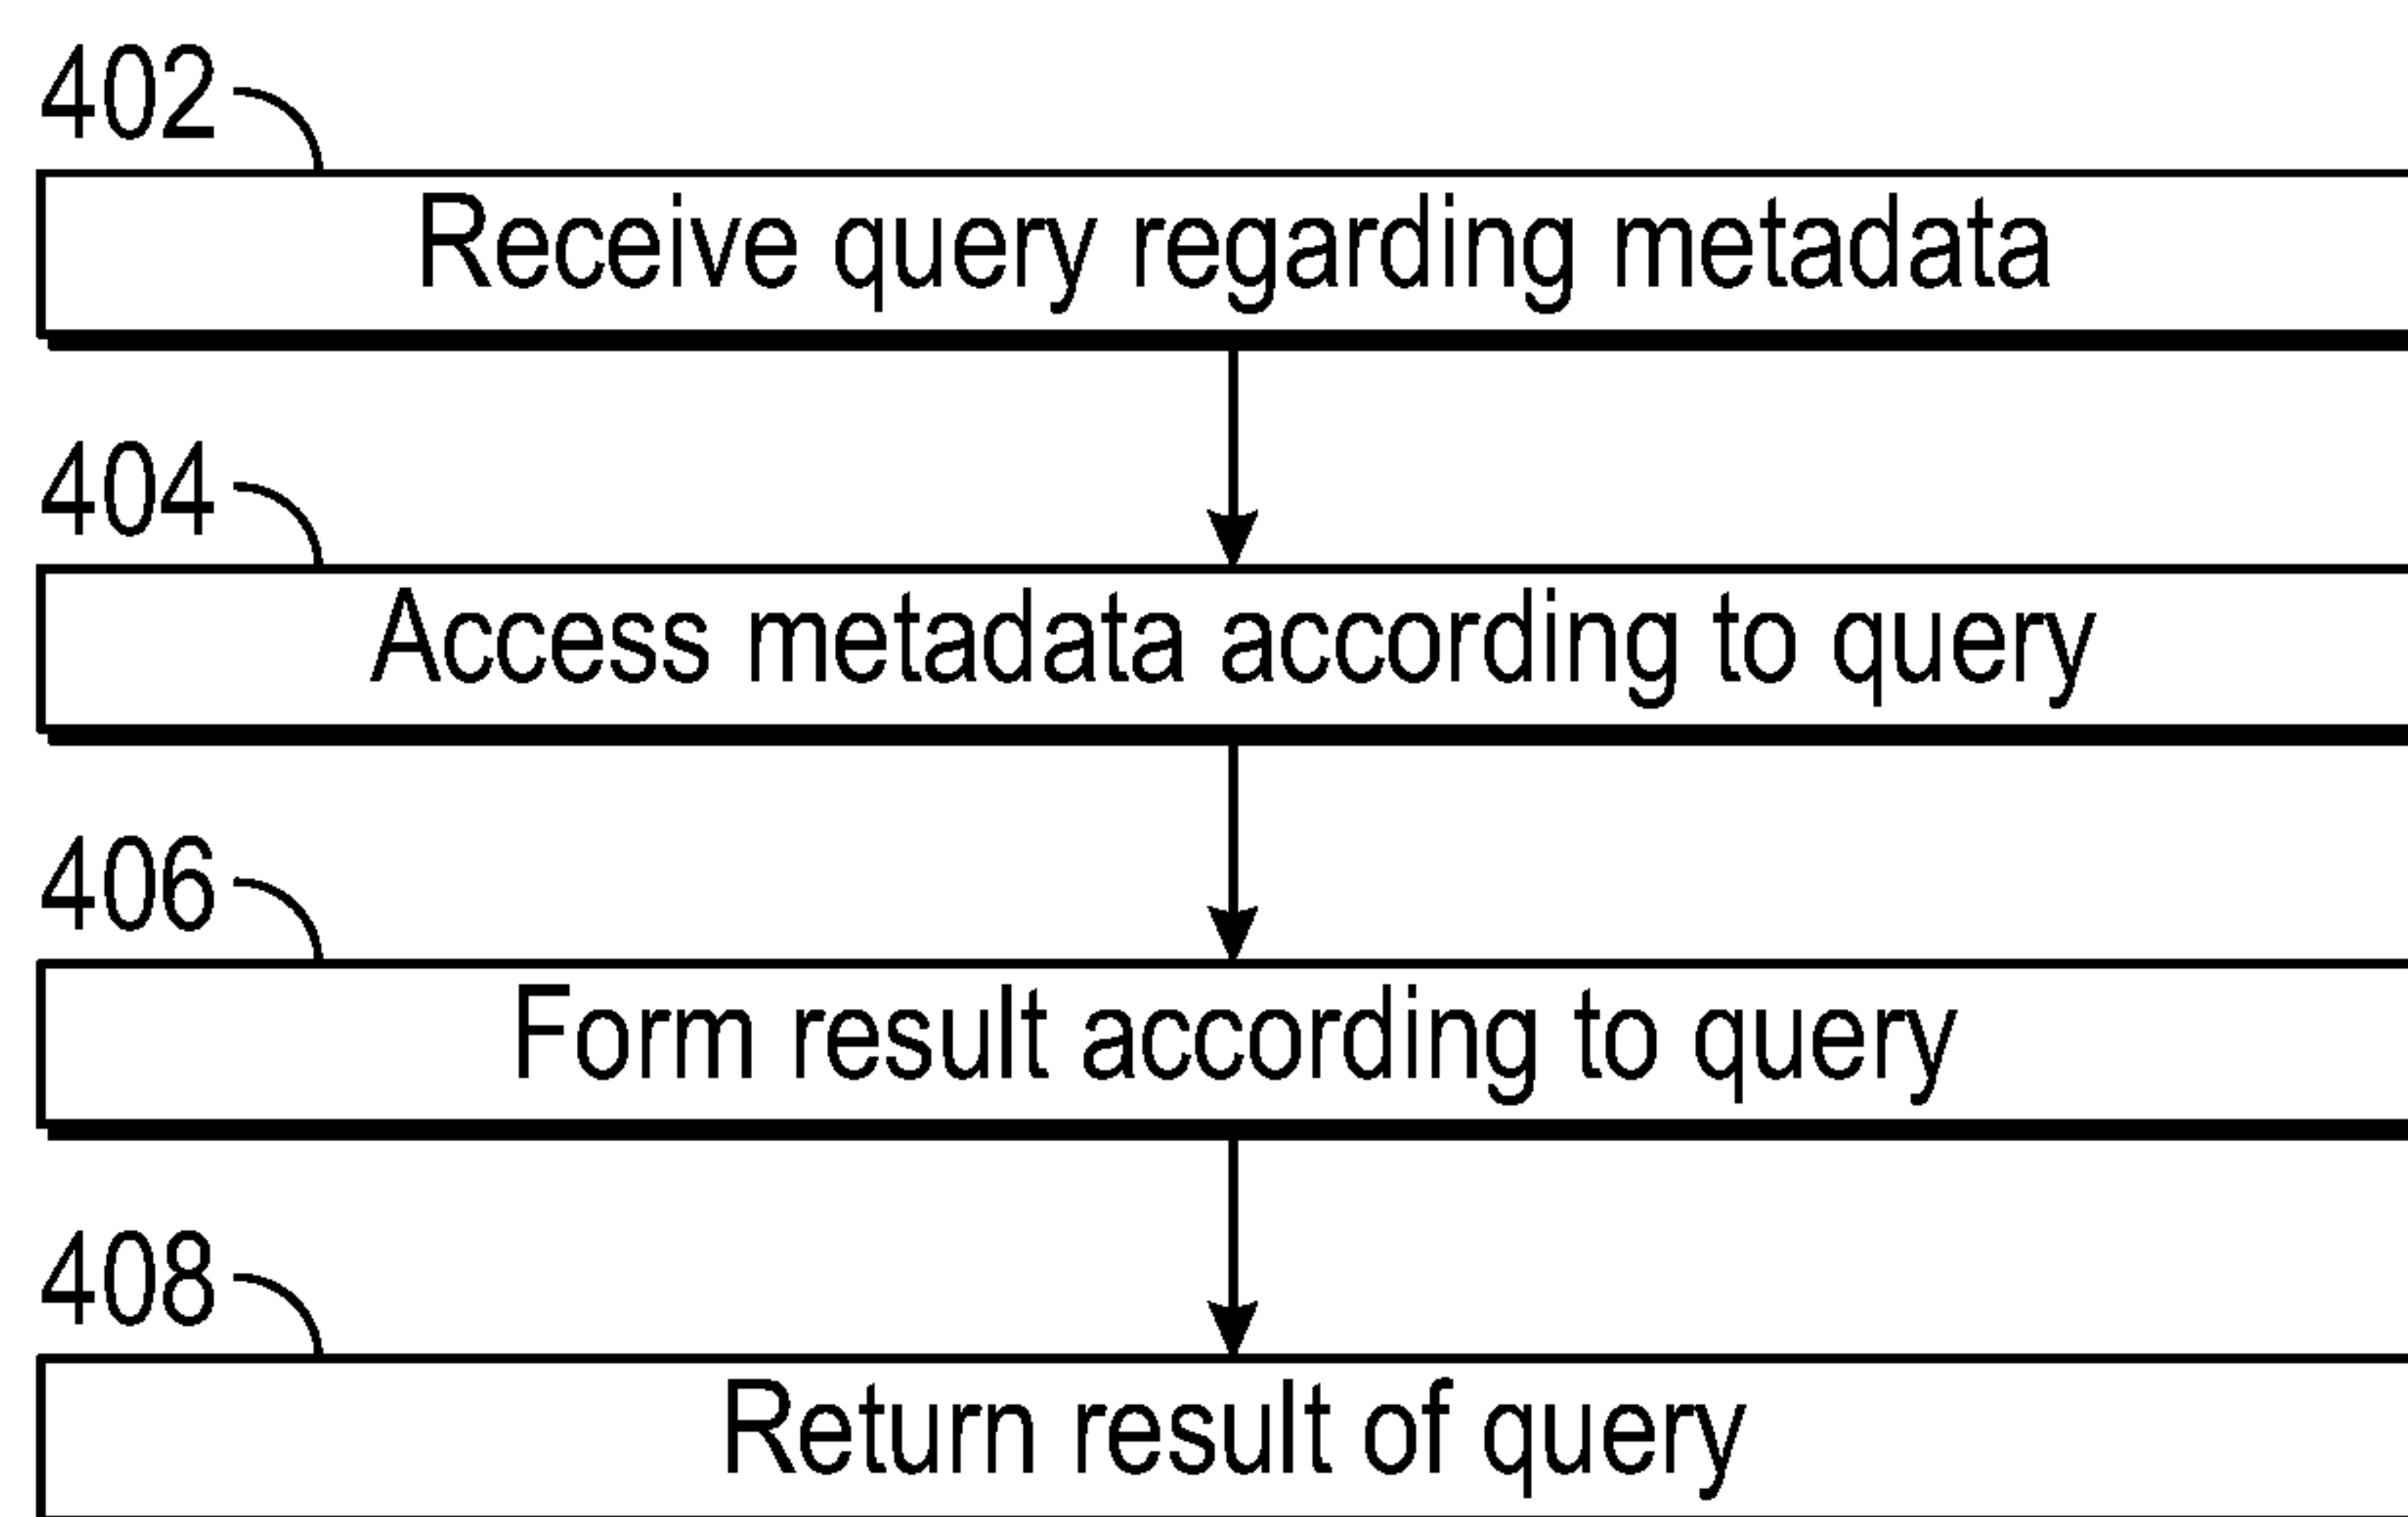 402
Receive query regarding metadata
404
Access metadata according to query
406
Form result according to query
408
Return result of query